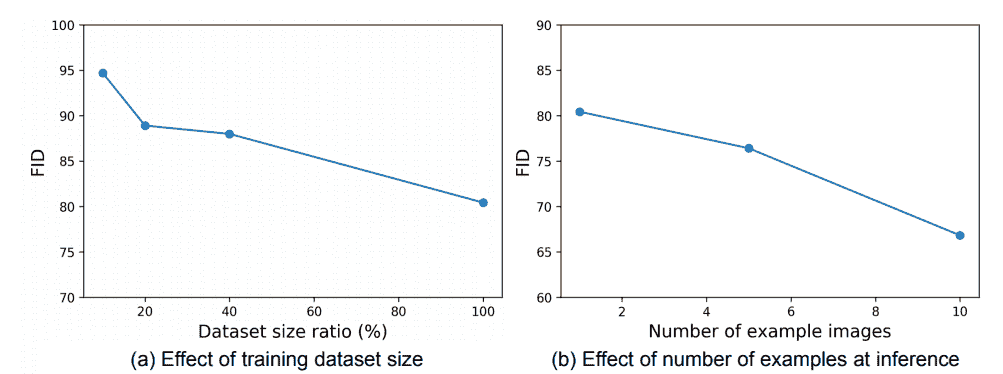 100
95
90
85
80
75
70
FID
20 40 60 80 100
Dataset size ratio (%)
(a) Effect of training dataset size
90
85
80
75
70
65
60
FID
2 4 6 8 10
Number of example images
(b) Effect of number of examples at inference